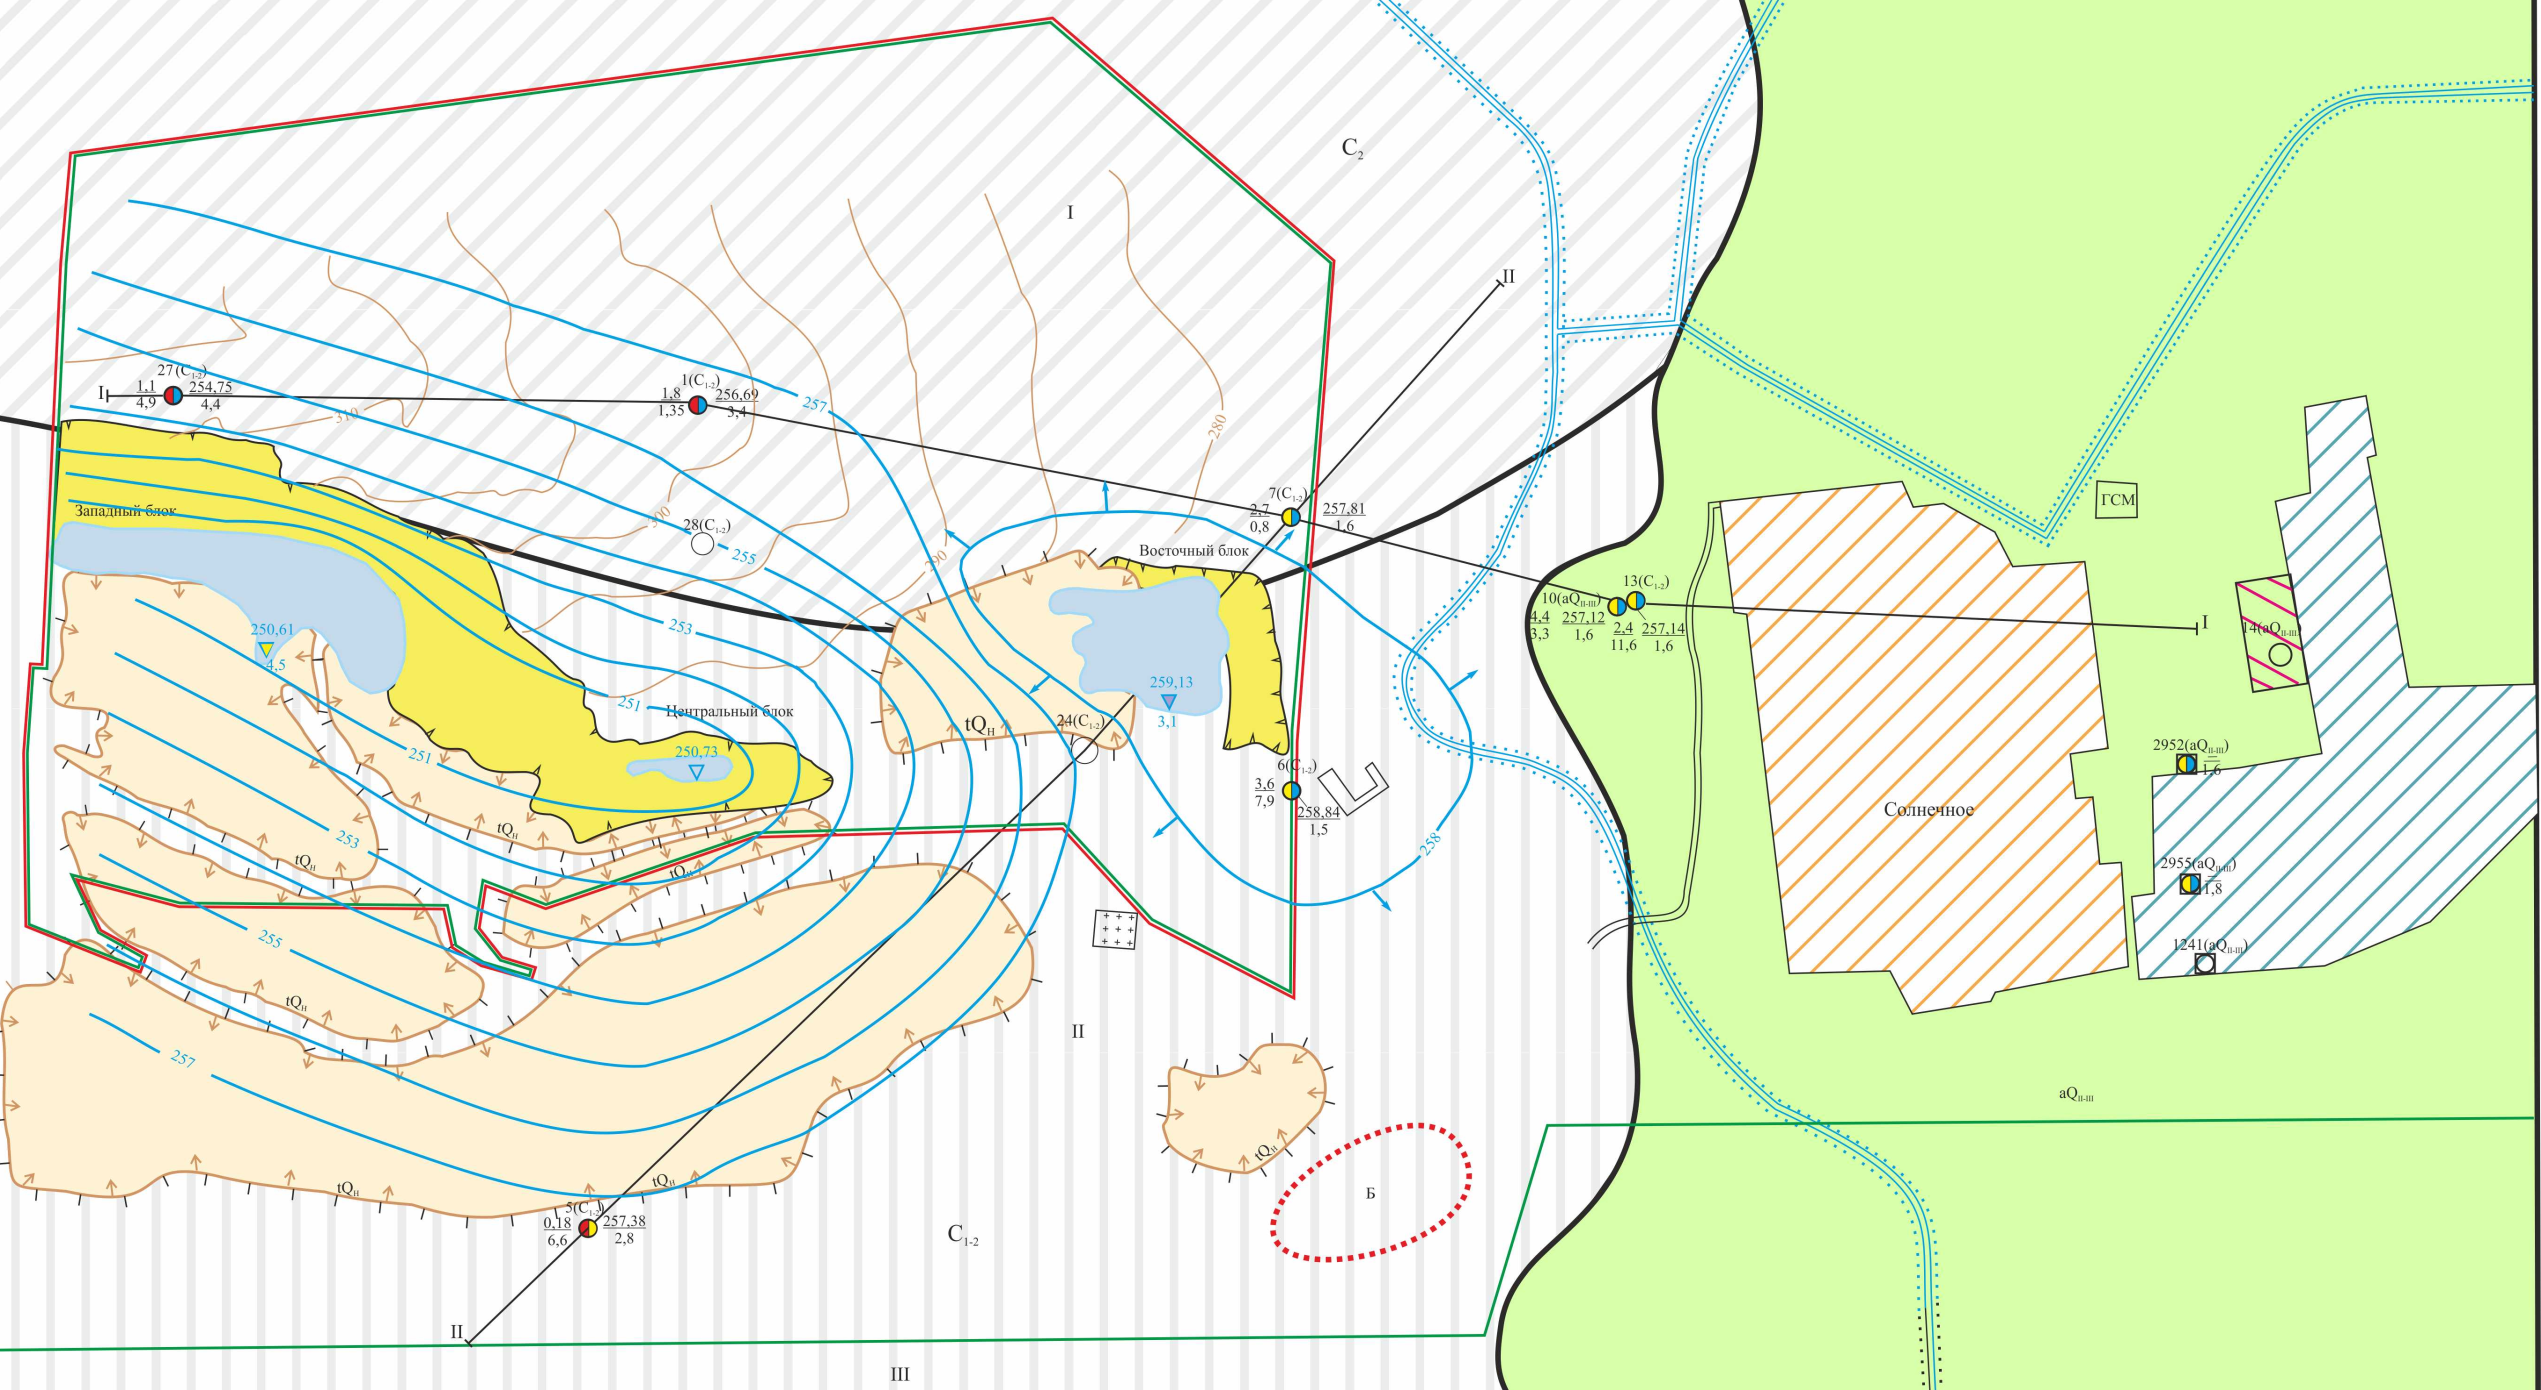 C₂
I
II
27(C₁₋₂)
I
1,1
4,9
254,75
4,4
1(C₁₋₂)
1,8
1,35
256,69
3,4
257
310
280
7(C₁₋₂)
2,7
0,8
257,81
1,6
ГСМ
Западный блок
300
28(C₁₋₂)
255
290
Восточный блок
13(C₁₋₂)
10(aQII-III)
4,4
3,3
257,12
1,6
2,4
11,6
257,14
1,6
I
14(aQII-III)
250,61
4,5
253
251
Центральный блок
259,13
3,1
tQH
24(C₁₋₂)
251
250,73
6(C₁₋₂)
3,6
7,9
258,84
1,5
2952(aQII-III)
–
1,6
Солнечное
tQH
253
258
tQH
tQH
2955(aQII-III)
–
1,8
255
1241(aQII-III)
tQH
II
257
aQII-III
tQH
tQH
tQH
Б
5(C₁₋₂)
0,18
6,6
257,38
2,8
C₁₋₂
II
III